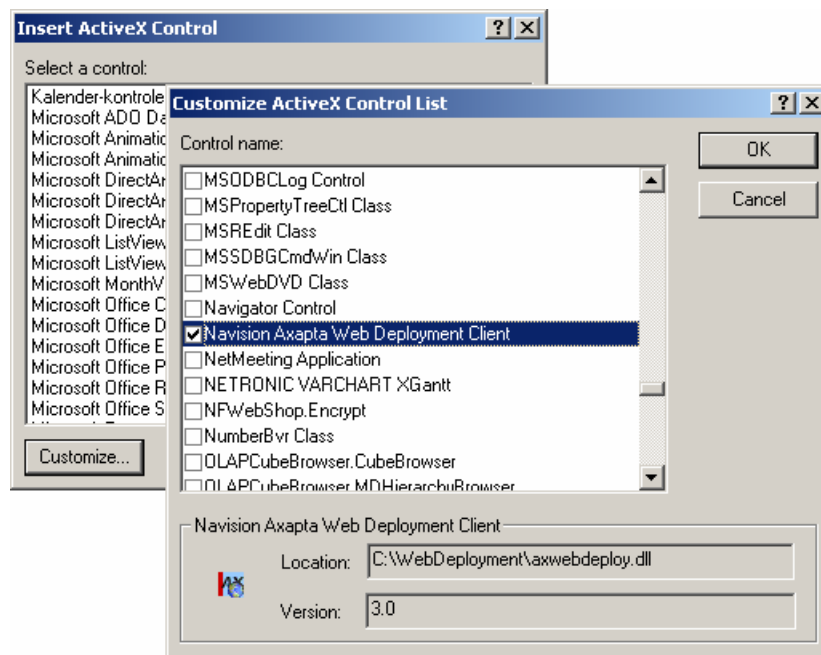 Insert ActiveX Control
Select a control:
Kalender-kontrole
Microsoft ADO Da
Microsoft Animatic
Microsoft Animatic
Microsoft DirectAr
Microsoft DirectAr
Microsoft DirectAr
Microsoft ListView
Microsoft ListView
Microsoft MonthV
Microsoft Office C
Microsoft Office D
Microsoft Office E
Microsoft Office P
Microsoft Office R
Microsoft Office S
Customize...
Customize ActiveX Control List
Control name:
MSODBCLog Control
MSPropertyTreeCtl Class
MSREdit Class
MSSDBGCmdWin Class
MSWebDVD Class
Navigator Control
Navision Axapta Web Deployment Client
NetMeeting Application
NETRONIC VARCHART XGantt
NFWebShop.Encrypt
NumberBvr Class
OLAPCubeBrowser.CubeBrowser
OLAPCubeBrowser.MDHierarchyBrowser
OK
Cancel
Navision Axapta Web Deployment Client
Location: C:\WebDeployment\axwebdeploy.dll
Version: 3.0